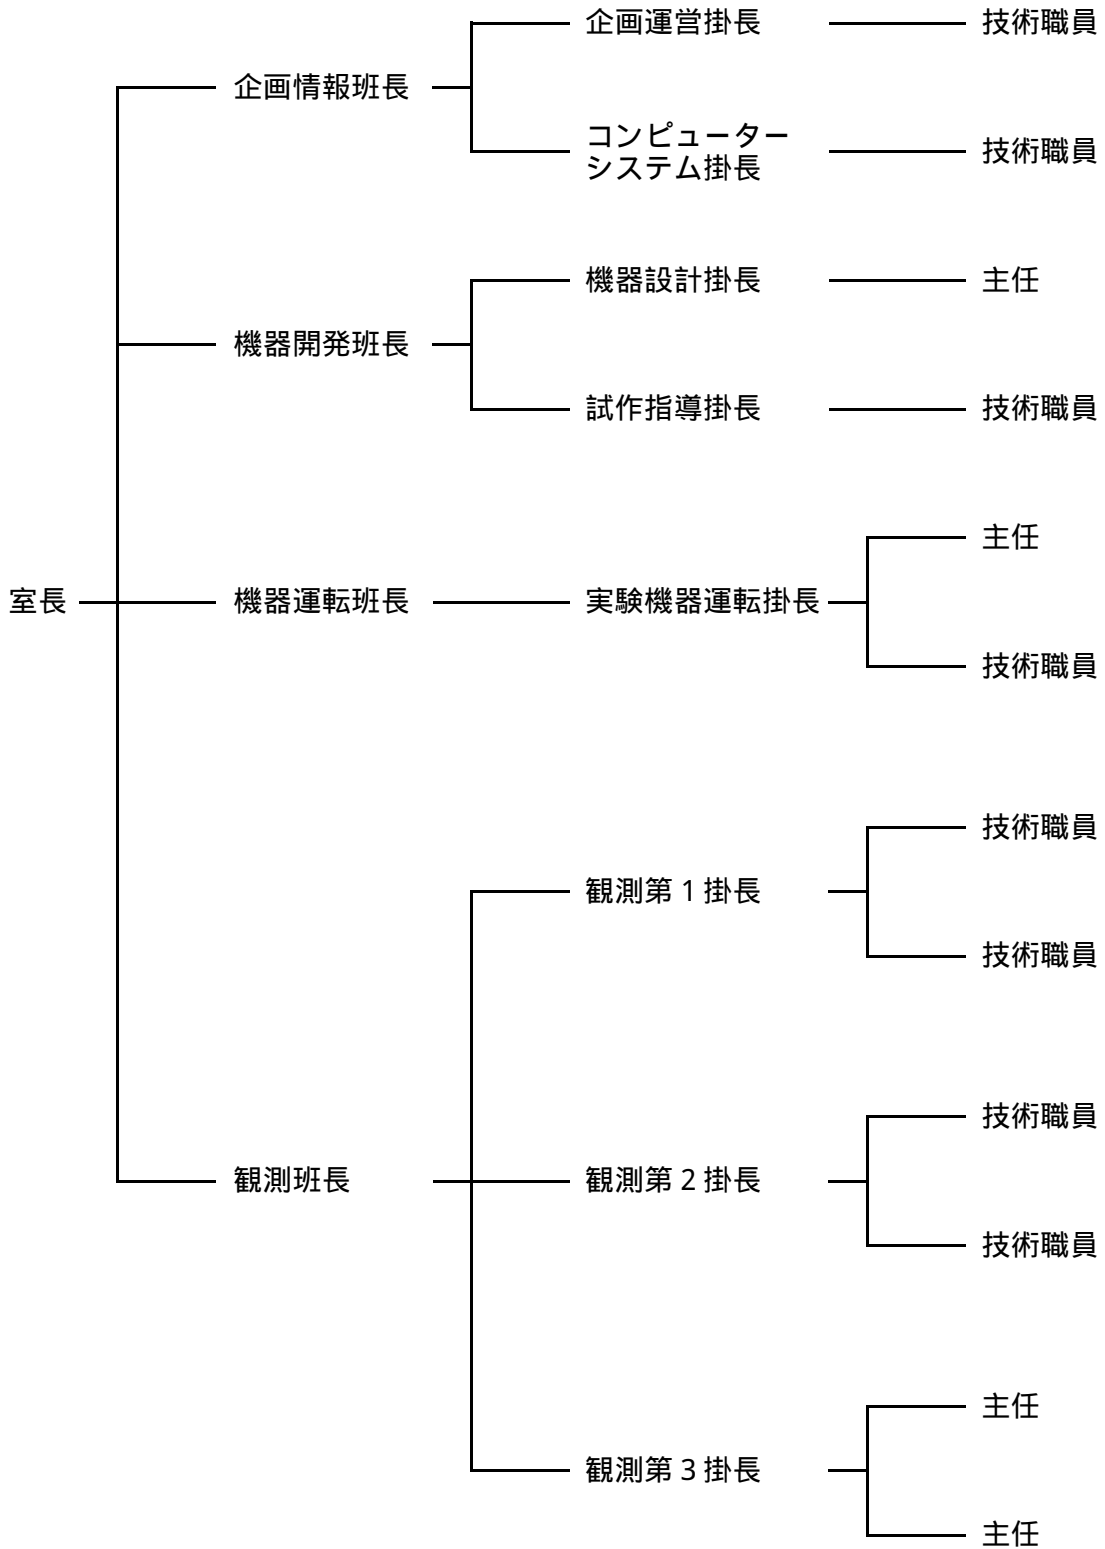 企画運営掛長
技術職員
企画情報班長
コンピューター
システム掛長
技術職員
機器設計掛長
主任
機器開発班長
試作指導掛長
技術職員
主任
室長
機器運転班長
実験機器運転掛長
技術職員
技術職員
観測第1掛長
技術職員
技術職員
観測班長
観測第2掛長
技術職員
主任
観測第3掛長
主任